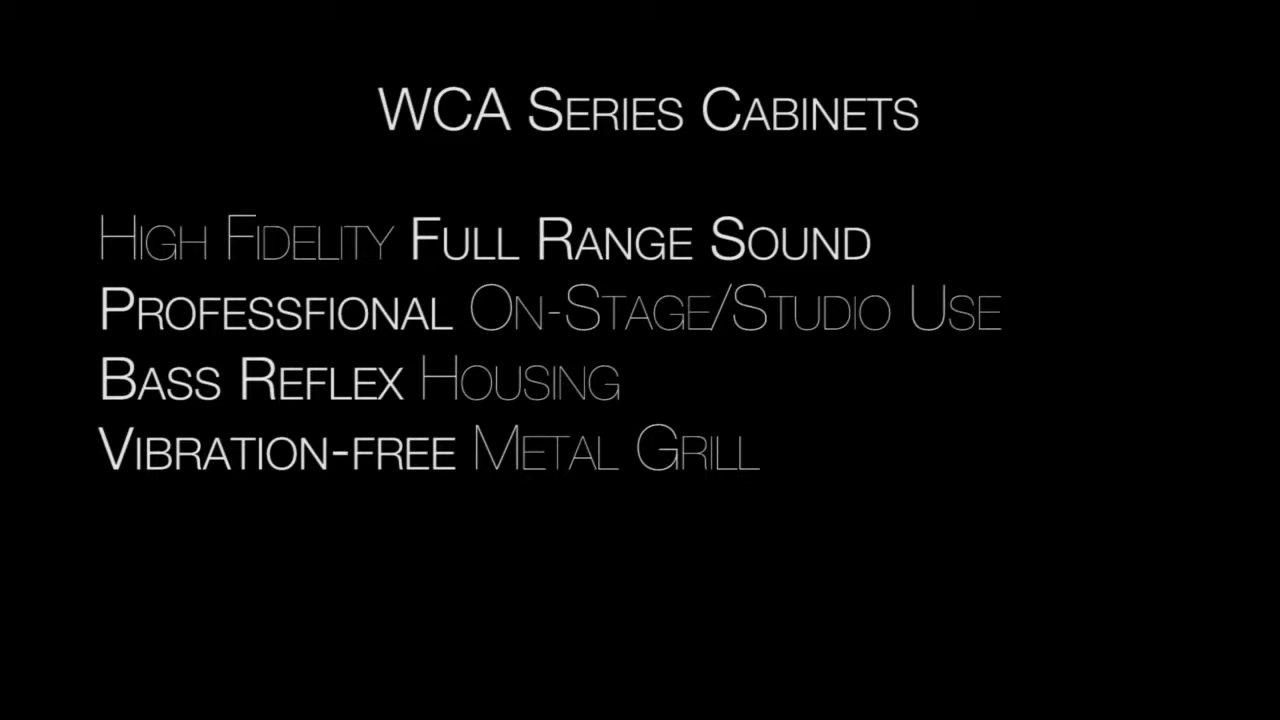 WCA Series Cabinets
High Fidelity Full Range Sound
Professfional On-Stage/Studio Use
Bass Reflex Housing
Vibration-free Metal Grill